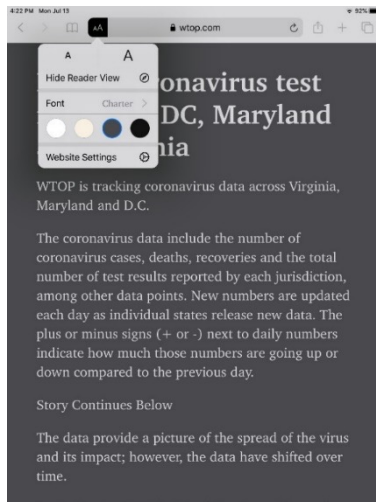 4:22 PM Mon Jul 13
92%
AA
wtop.com
A A
Hide Reader View
Font Charter
Website Settings
onavirus test
DC, Maryland
nia
WTOP is tracking coronavirus data across Virginia,
Maryland and D.C.
The coronavirus data include the number of
coronavirus cases, deaths, recoveries and the total
number of test results reported by each jurisdiction,
among other data points. New numbers are updated
each day as individual states release new data. The
plus or minus signs (+ or -) next to daily numbers
indicate how much those numbers are going up or
down compared to the previous day.
Story Continues Below
The data provide a picture of the spread of the virus
and its impact; however, the data have shifted over
time.